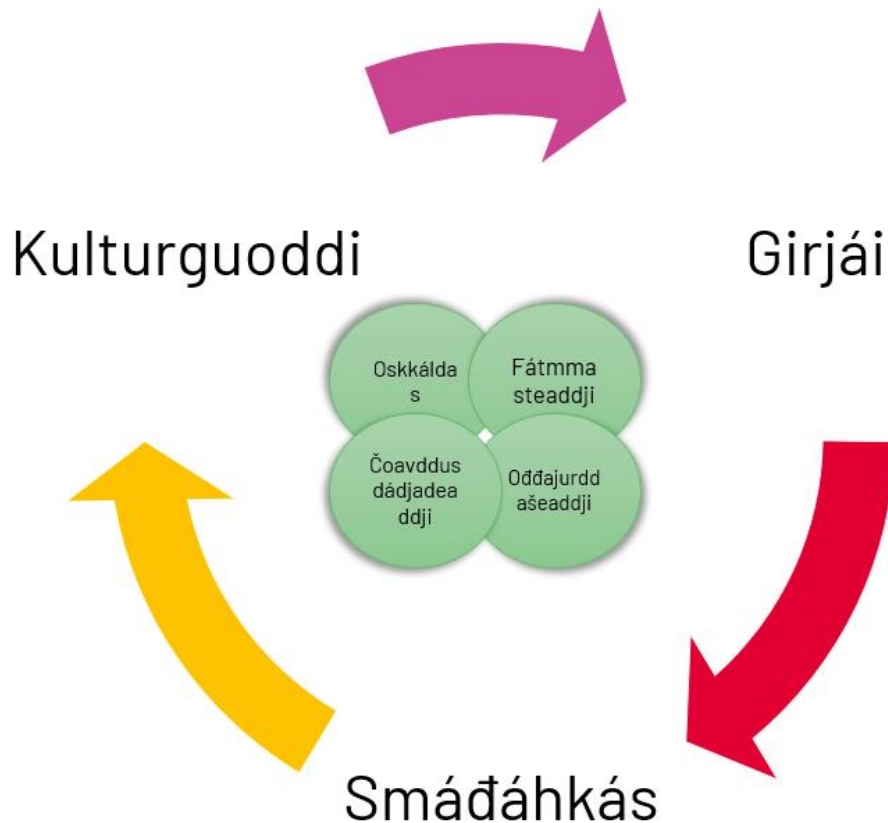 Kulturguoddi
Girjái
Oskkálda
s
Fátmma
steaddji
Čoavddus
dádjadea
ddji
Ođđajurdd
ašeaddji
Smáđáhkás